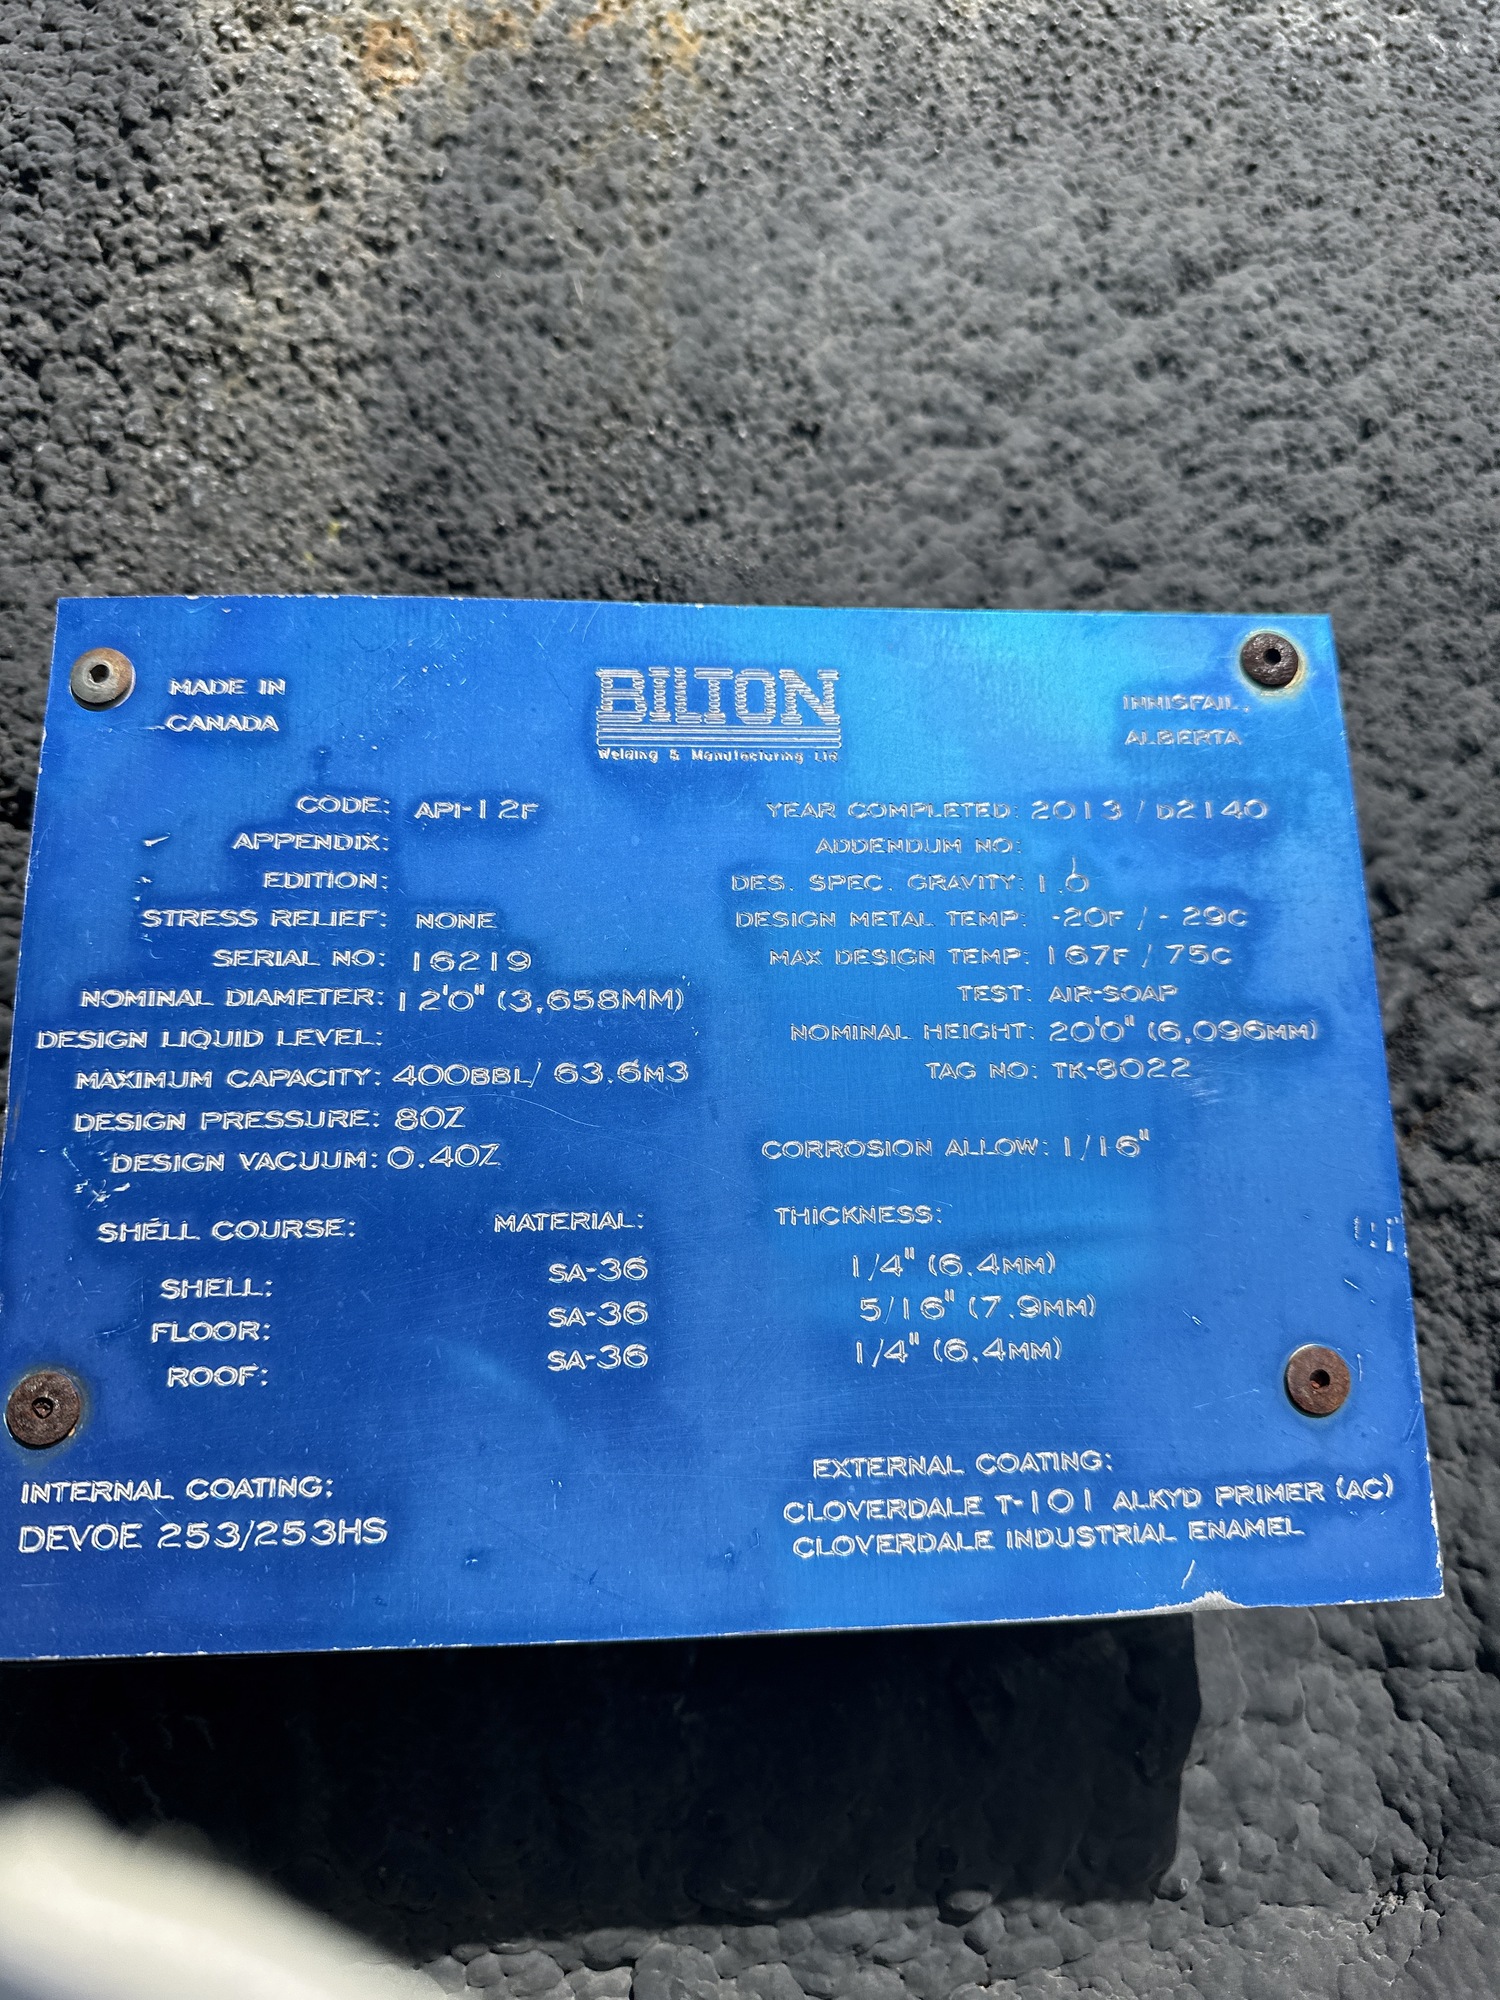 MADE IN
CANADA
BILTON
Welding & Manufacturing Ltd
INNISFAIL,
ALBERTA
CODE: API-12F
APPENDIX:
EDITION:
STRESS RELIEF: NONE
SERIAL NO: 16219
NOMINAL DIAMETER: 12'0" (3,658MM)
DESIGN LIQUID LEVEL:
MAXIMUM CAPACITY: 400BBL/ 63.6M3
DESIGN PRESSURE: 8OZ
DESIGN VACUUM: 0.4OZ
YEAR COMPLETED: 2013 / D2140
ADDENDUM NO:
DES. SPEC. GRAVITY: 1.0
DESIGN METAL TEMP: -20F / -29C
MAX DESIGN TEMP: 167F / 75C
TEST: AIR-SOAP
NOMINAL HEIGHT: 20'0" (6,096MM)
TAG NO: TK-8022
CORROSION ALLOW: 1/16"
SHELL COURSE: MATERIAL: THICKNESS:
SHELL: SA-36 1/4" (6.4MM)
FLOOR: SA-36 5/16" (7.9MM)
ROOF: SA-36 1/4" (6.4MM)
INTERNAL COATING:
DEVOE 253/253HS
EXTERNAL COATING:
CLOVERDALE T-101 ALKYD PRIMER (AC)
CLOVERDALE INDUSTRIAL ENAMEL